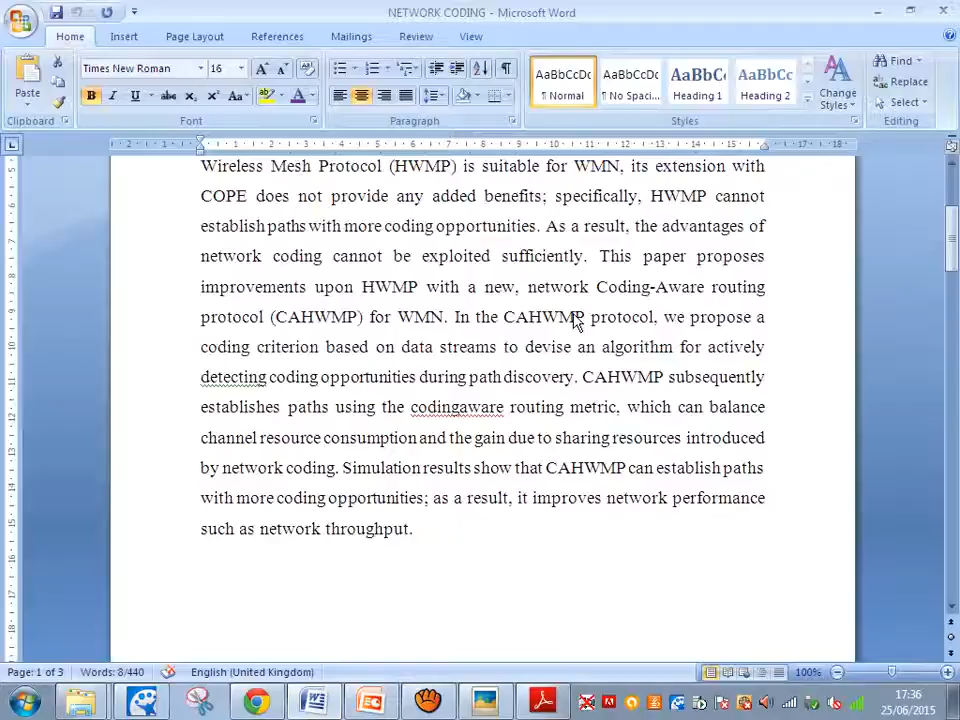 NETWORK CODING - Microsoft Word
Home Insert Page Layout References Mailings Review View
Times New Roman 16
Paste
Clipboard
Font
Paragraph
AaBbCcDc AaBbCcDc AaBbC AaBbCc
¶ Normal ¶ No Spaci... Heading 1 Heading 2
Change Styles
Styles
Find
Replace
Select
Editing
Wireless Mesh Protocol (HWMP) is suitable for WMN, its extension with
COPE does not provide any added benefits; specifically, HWMP cannot
establish paths with more coding opportunities. As a result, the advantages of
network coding cannot be exploited sufficiently. This paper proposes
improvements upon HWMP with a new, network Coding-Aware routing
protocol (CAHWMP) for WMN. In the CAHWMP protocol, we propose a
coding criterion based on data streams to devise an algorithm for actively
detecting coding opportunities during path discovery. CAHWMP subsequently
establishes paths using the codingaware routing metric, which can balance
channel resource consumption and the gain due to sharing resources introduced
by network coding. Simulation results show that CAHWMP can establish paths
with more coding opportunities; as a result, it improves network performance
such as network throughput.
Page: 1 of 3 Words: 8/440 English (United Kingdom) 100%
17:36
25/06/2015